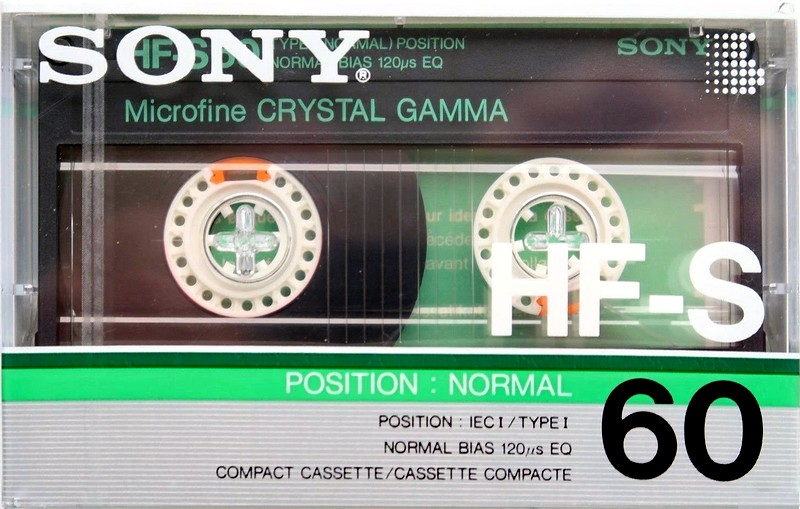 SONY®
TYPE I (NORMAL) POSITION
NORMAL BIAS 120µs EQ
SONY
Microfine CRYSTAL GAMMA
HF-S
POSITION : NORMAL
60
POSITION : IEC I / TYPE I
NORMAL BIAS 120µs EQ
COMPACT CASSETTE/CASSETTE COMPACTE